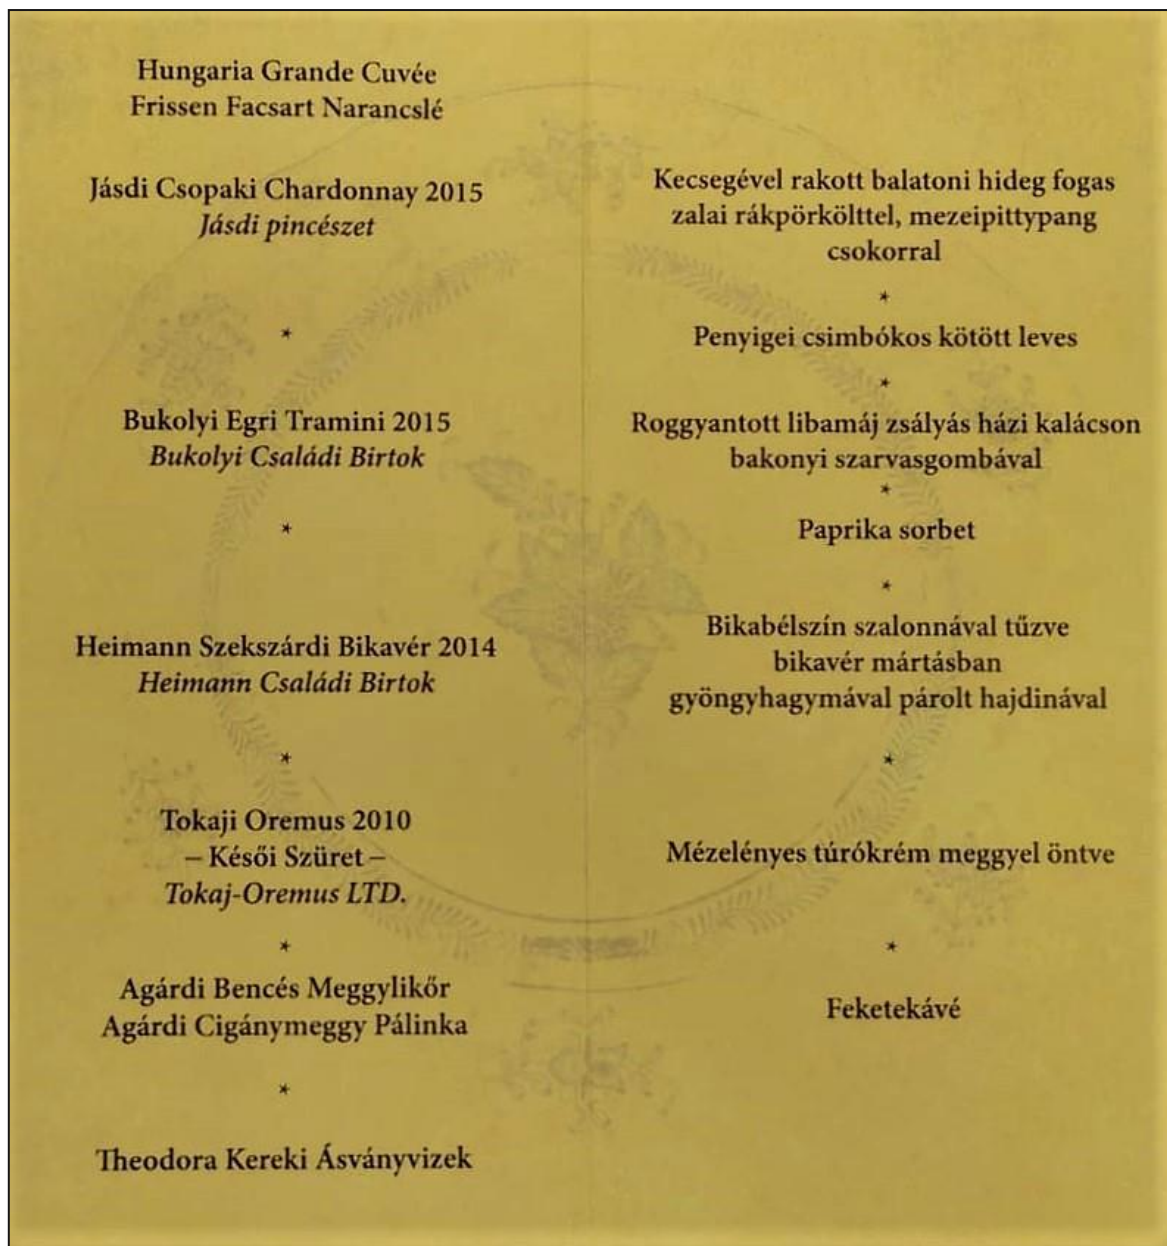 Hungaria Grande Cuvée
Frissen Facsart Narancslé
Jásdi Csopaki Chardonnay 2015
Jásdi pincészet
*
Bukolyi Egri Tramini 2015
Bukolyi Családi Birtok
*
Heimann Szekszárdi Bikavér 2014
Heimann Családi Birtok
*
Tokaji Oremus 2010
– Késői Szüret –
Tokaj-Oremus LTD.
*
Agárdi Bencés Meggylikőr
Agárdi Cigánymeggy Pálinka
*
Theodora Kereki Ásványvizek
Kecsegével rakott balatoni hideg fogas
zalai rákpörkölttel, mezeipittypang
csokorral
*
Penyigei csimbókos kötött leves
*
Roggyantott libamáj zsályás házi kalácson
bakonyi szarvasgombával
*
Paprika sorbet
*
Bikabélszín szalonnával tűzve
bikavér mártásban
gyöngyhagymával párolt hajdinával
*
Mézelényes túrókrém meggyel öntve
*
Feketekávé